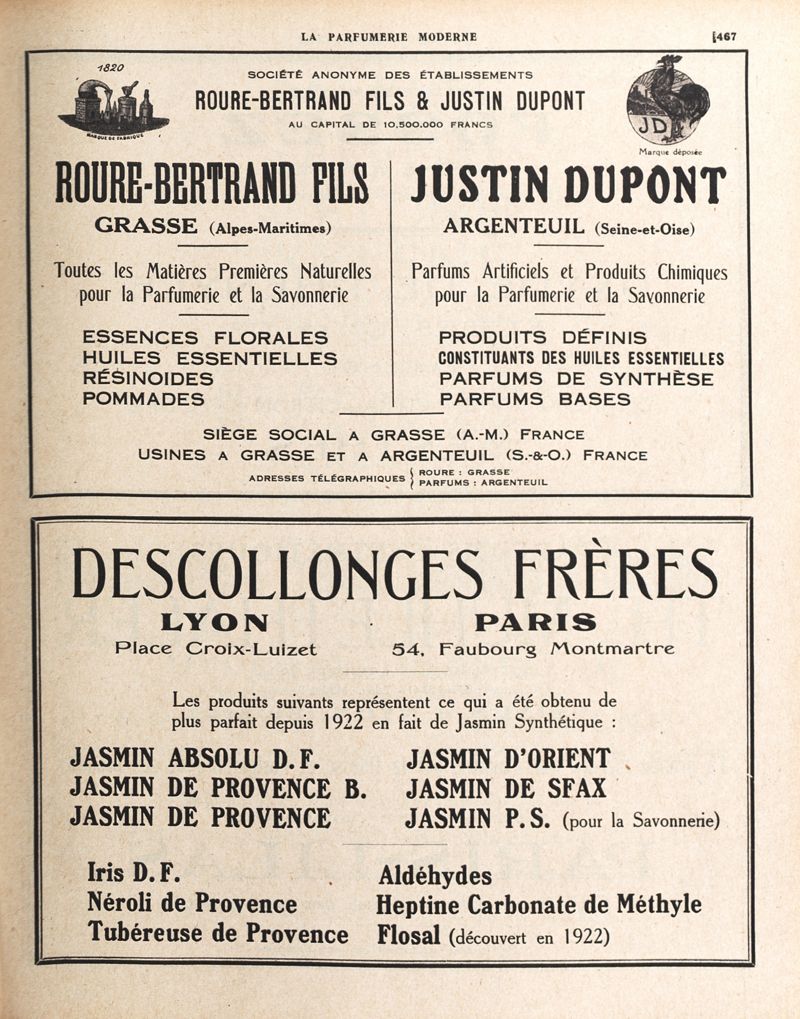 LA PARFUMERIE MODERNE
467
1820
MARQUE DE FABRIQUE
SOCIÉTÉ ANONYME DES ÉTABLISSEMENTS
ROURE-BERTRAND FILS & JUSTIN DUPONT
AU CAPITAL DE 10,500.000 FRANCS
JD
Marque déposée
ROURE-BERTRAND FILS
GRASSE (Alpes-Maritimes)
Toutes les Matières Premières Naturelles
pour la Parfumerie et la Savonnerie
ESSENCES FLORALES
HUILES ESSENTIELLES
RÉSINOIDES
POMMADES
JUSTIN DUPONT
ARGENTEUIL (Seine-et-Oise)
Parfums Artificiels et Produits Chimiques
pour la Parfumerie et la Savonnerie
PRODUITS DÉFINIS
CONSTITUANTS DES HUILES ESSENTIELLES
PARFUMS DE SYNTHÈSE
PARFUMS BASES
SIÈGE SOCIAL A GRASSE (A.-M.) FRANCE
USINES A GRASSE ET A ARGENTEUIL (S.-&-O.) FRANCE
ADRESSES TÉLÉGRAPHIQUES { ROURE : GRASSE
PARFUMS : ARGENTEUIL
DESCOLLONGES FRÈRES
LYON
Place Croix-Luizet
PARIS
54, Faubourg Montmartre
Les produits suivants représentent ce qui a été obtenu de
plus parfait depuis 1922 en fait de Jasmin Synthétique :
JASMIN ABSOLU D.F.
JASMIN DE PROVENCE B.
JASMIN DE PROVENCE
JASMIN D'ORIENT
JASMIN DE SFAX
JASMIN P.S. (pour la Savonnerie)
Iris D.F.
Néroli de Provence
Tubéreuse de Provence
Aldéhydes
Heptine Carbonate de Méthyle
Flosal (découvert en 1922)